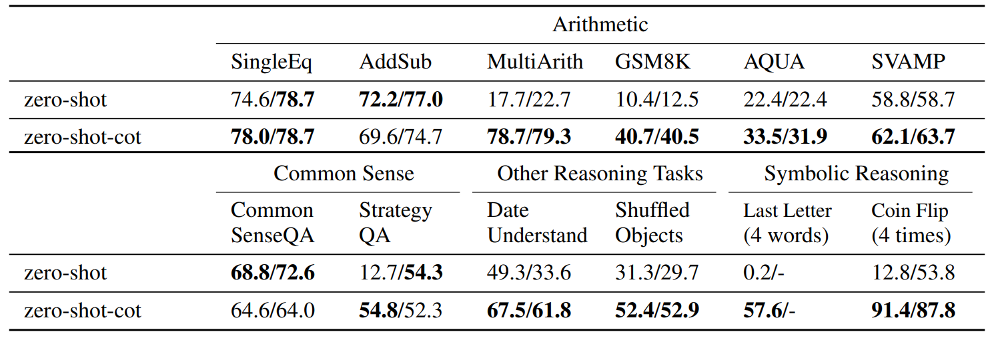 Arithmetic
SingleEq AddSub MultiArith GSM8K AQUA SVAMP
zero-shot 74.6/78.7 72.2/77.0 17.7/22.7 10.4/12.5 22.4/22.4 58.8/58.7
zero-shot-cot 78.0/78.7 69.6/74.7 78.7/79.3 40.7/40.5 33.5/31.9 62.1/63.7
Common Sense Other Reasoning Tasks Symbolic Reasoning
Common Strategy Date Shuffled Last Letter Coin Flip
SenseQA QA Understand Objects (4 words) (4 times)
zero-shot 68.8/72.6 12.7/54.3 49.3/33.6 31.3/29.7 0.2/- 12.8/53.8
zero-shot-cot 64.6/64.0 54.8/52.3 67.5/61.8 52.4/52.9 57.6/- 91.4/87.8